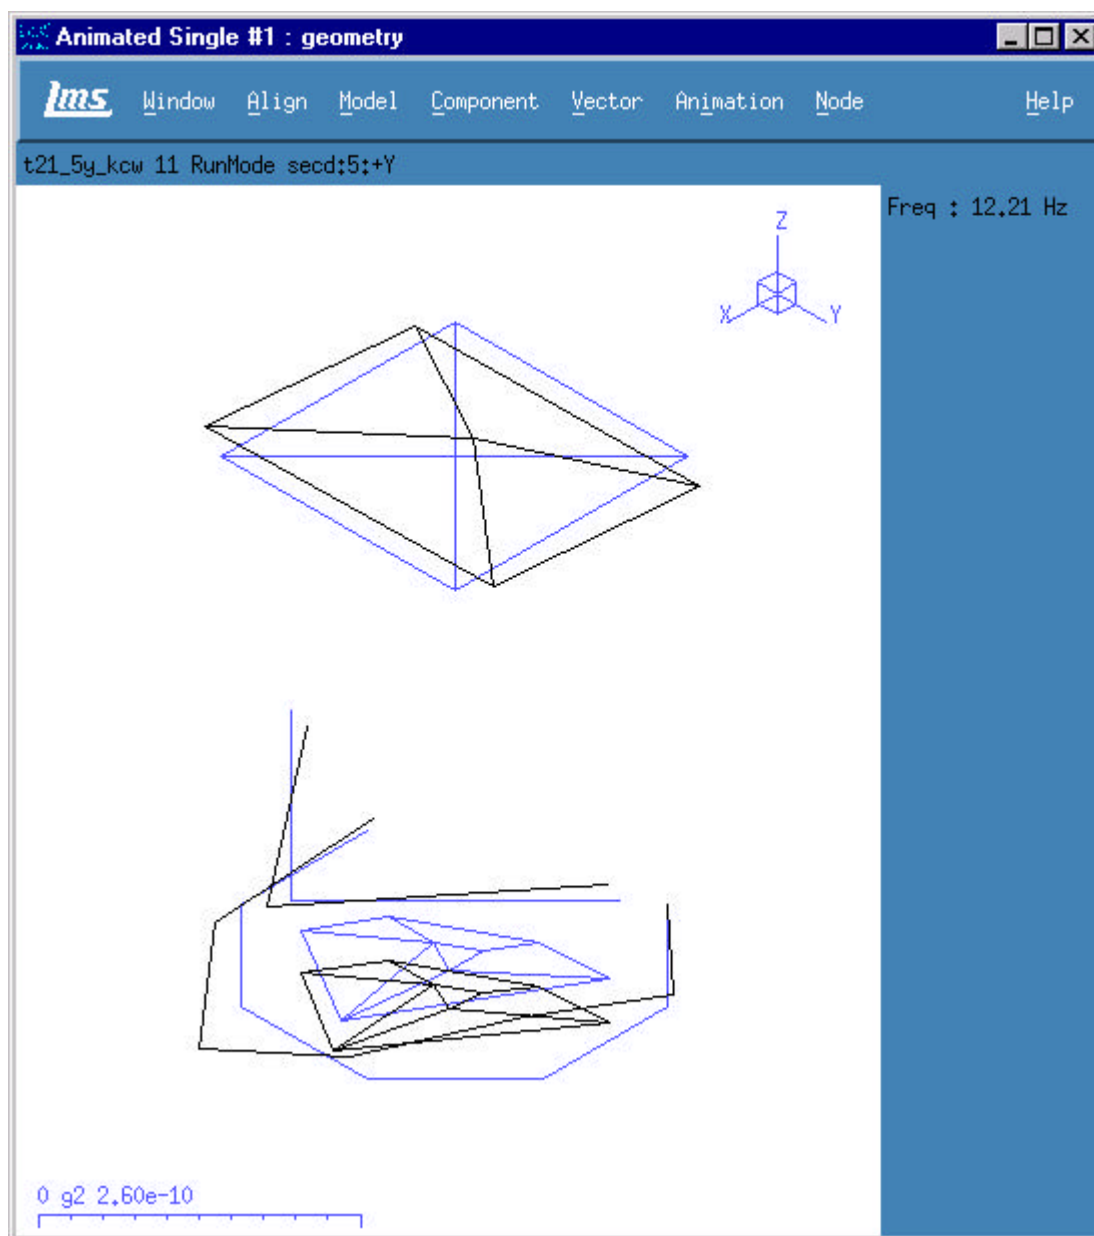 Animated Single #1 : geometry
lms Window Align Model Component Vector Animation Node Help
t21_5y_kcw 11 RunMode secd:5:+Y
Freq : 12.21 Hz
Z
X Y
0 g2 2.60e-10